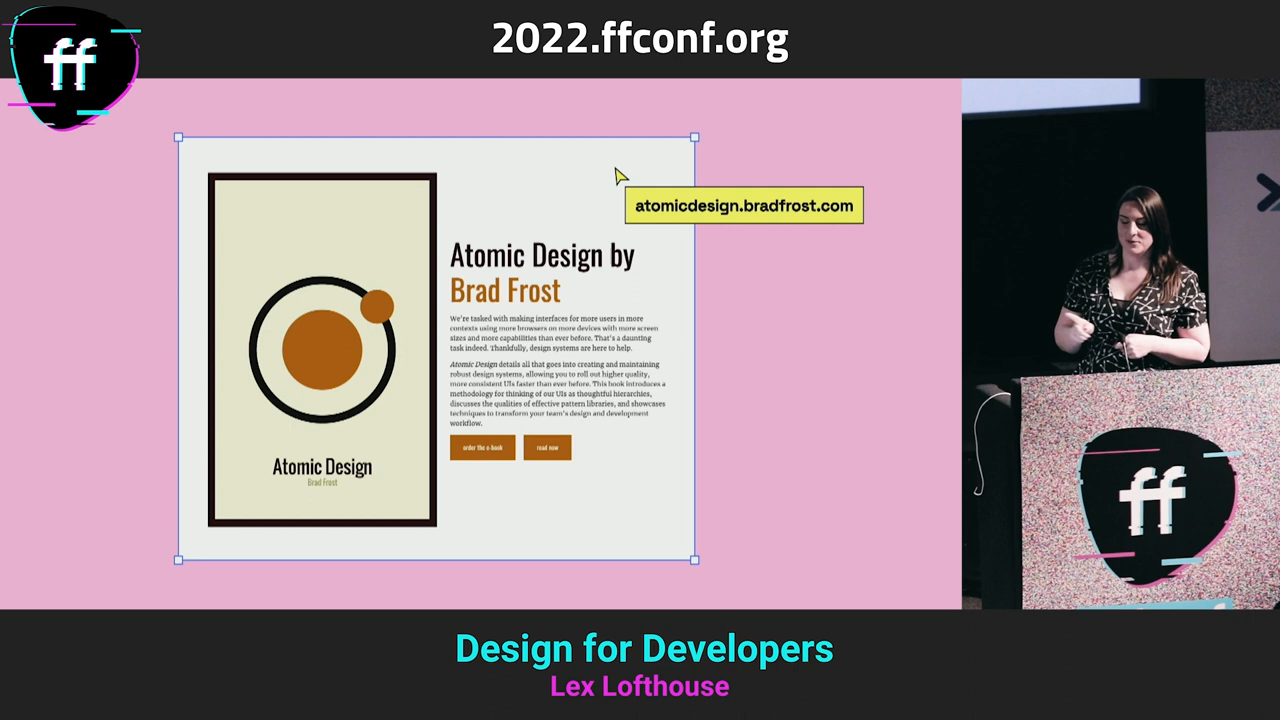 ff
2022.ffconf.org
atomicdesign.bradfrost.com
Atomic Design by
Brad Frost
We're tasked with making interfaces for more users in more
contexts using more browsers on more devices with more screen
sizes and more capabilities than ever before. That's a daunting
task indeed. Thankfully, design systems are here to help.
Atomic Design details all that goes into creating and maintaining
robust design systems, allowing you to roll out higher quality,
more consistent UIs faster than ever before. This book introduces a
methodology for thinking of our UIs as thoughtful hierarchies,
discusses the qualities of effective pattern libraries, and showcases
techniques to transform your team's design and development
workflow.
order the e-book
read now
Atomic Design
Brad Frost
ff
Design for Developers
Lex Lofthouse